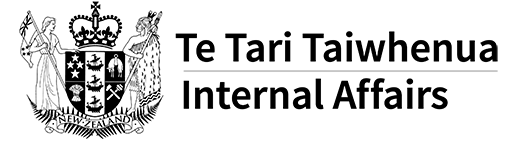 Te Tari Taiwhenua
Internal Affairs
NEW ZEALAND